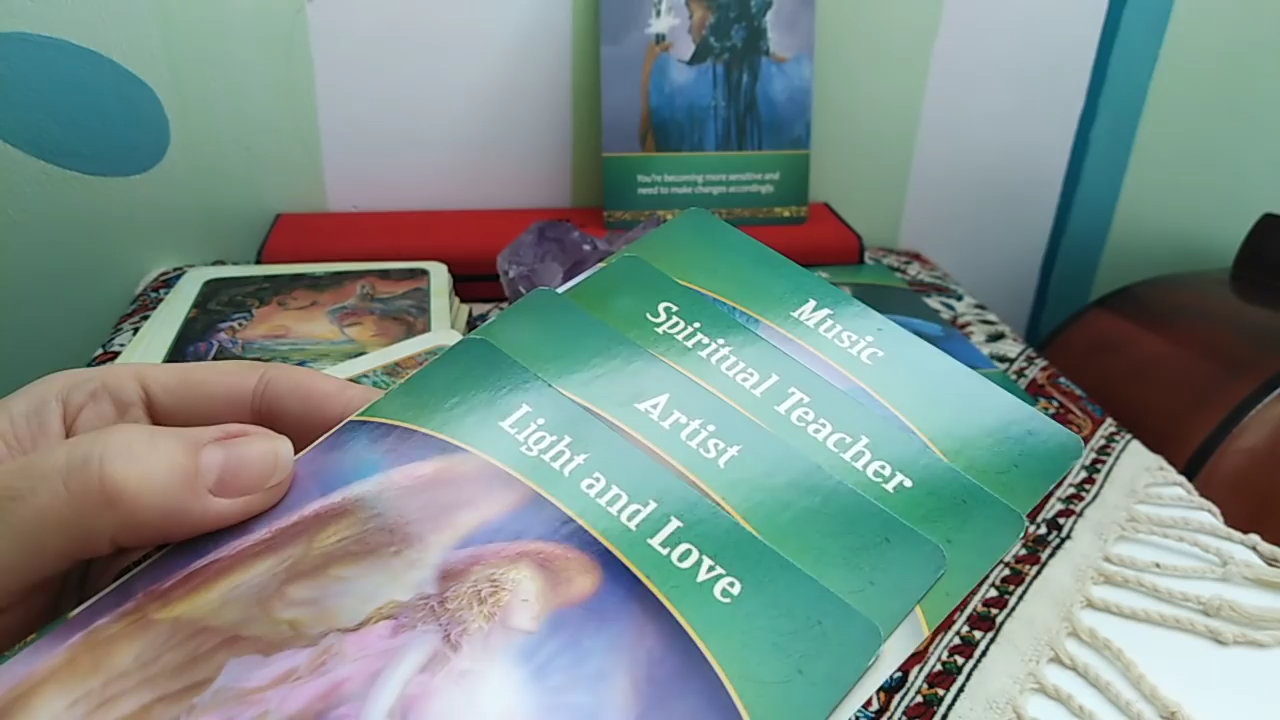 You're becoming more sensitive and
need to make changes accordingly.
Music
Spiritual Teacher
Artist
Light and Love